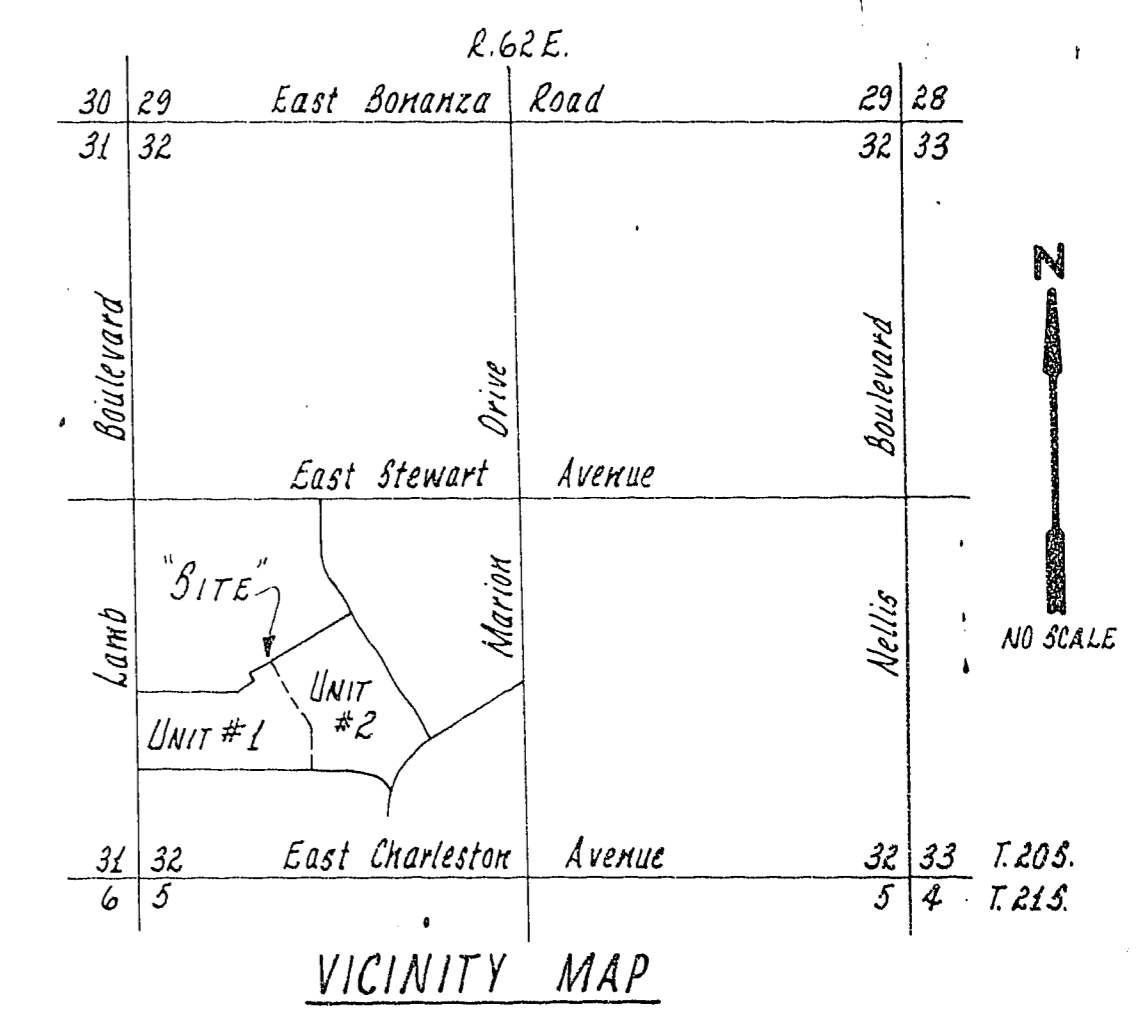 R.62E.
30 29 East Bonanza Road 29 28
31 32 32 33
N
Boulevard Drive Boulevard
East Stewart Avenue
"SITE"
Lamb Marion Nellis
NO SCALE
UNIT
#2
UNIT #1
31 32 East Charleston Avenue 32 33 T.20S.
6 5 5 4 T.21S.
VICINITY MAP